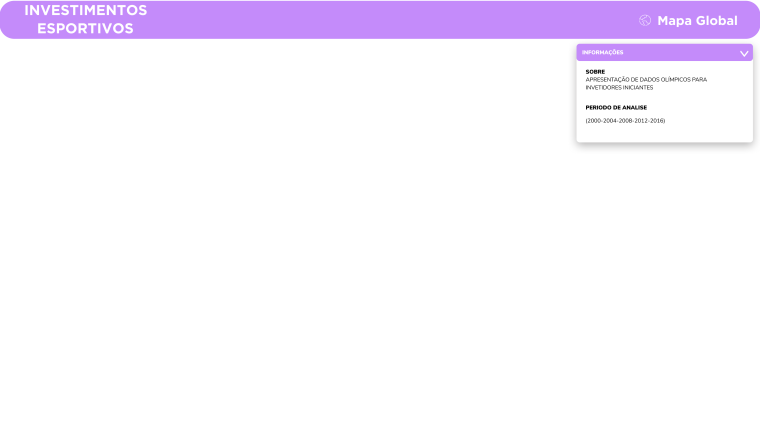 INVESTIMENTOS
ESPORTIVOS
Mapa Global
INFORMAÇÕES
SOBRE
APRESENTAÇÃO DE DADOS OLÍMPICOS PARA
INVETIDORES INICIANTES
PERIODO DE ANALISE
(2000-2004-2008-2012-2016)